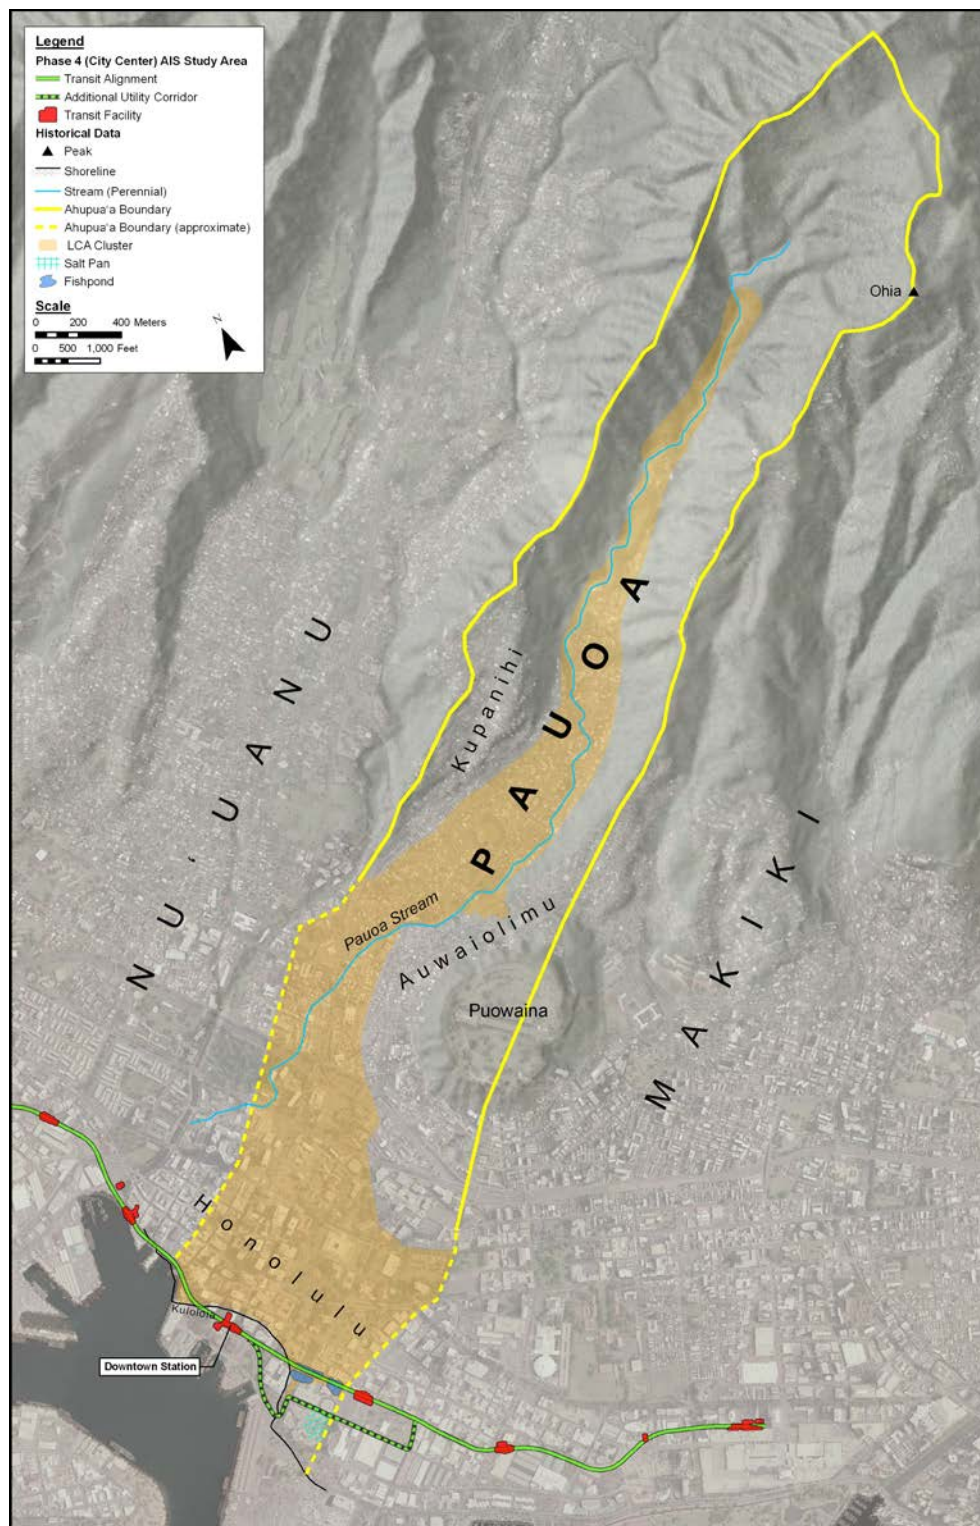 Legend
Phase 4 (City Center) AIS Study Area
Transit Alignment
Additional Utility Corridor
Transit Facility
Historical Data
Peak
Shoreline
Stream (Perennial)
Ahupua‘a Boundary
Ahupua‘a Boundary (approximate)
LCA Cluster
Salt Pan
Fishpond
Scale
0 200 400 Meters
0 500 1,000 Feet
N
Ohia
NU‘UANU
Kupanihi
PAUOA
MAKIKI
Pauoa Stream
Auwaiolimu
Puowaina
Honolulu
Kuloloia
Downtown Station